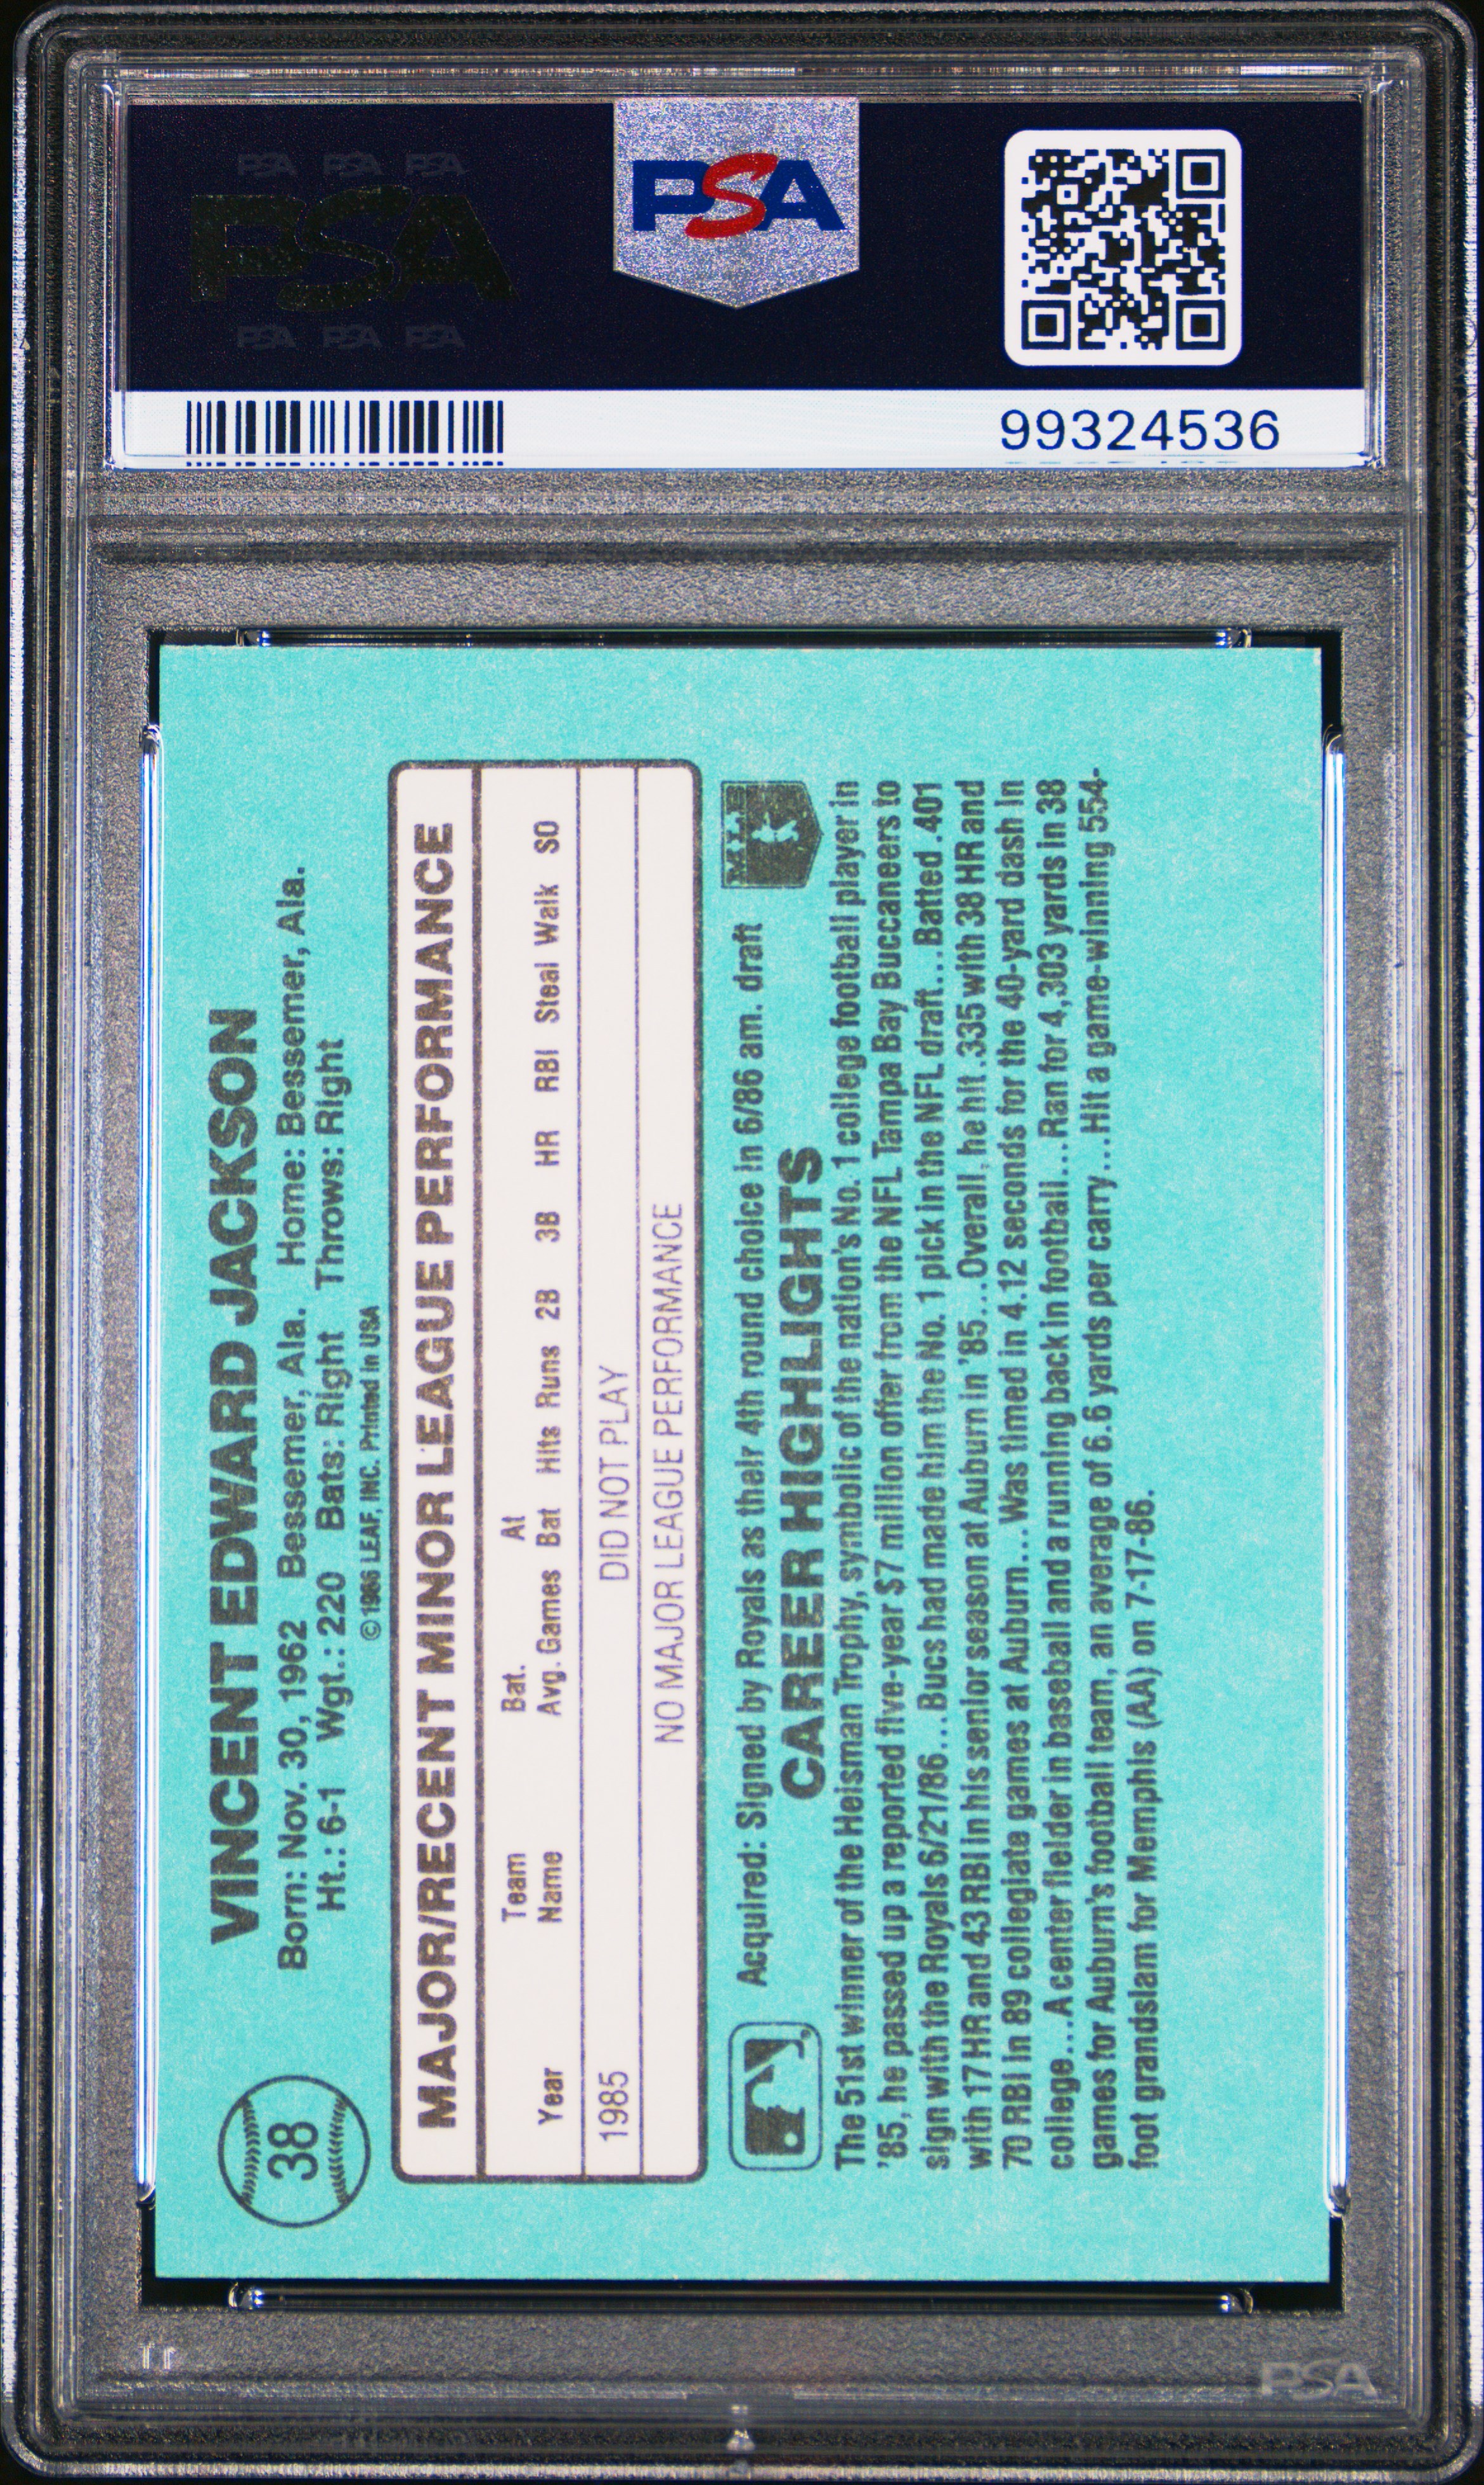 PSA PSA PSA
PSA
PSA PSA PSA
PSA
99324536
38
VINCENT EDWARD JACKSON
Born: Nov. 30, 1962 Bessemer, Ala. Home: Bessemer, Ala.
Ht.: 6-1 Wgt.: 220 Bats: Right Throws: Right
© 1986 LEAF, INC. Printed in USA
MAJOR/RECENT MINOR LEAGUE PERFORMANCE
Team Bat. At
Year Name Avg. Games Bat Hits Runs 2B 3B HR RBI Steal Walk SO
1985 DID NOT PLAY
NO MAJOR LEAGUE PERFORMANCE
Acquired: Signed by Royals as their 4th round choice in 6/86 am. draft
CAREER HIGHLIGHTS
The 51st winner of the Heisman Trophy, symbolic of the nation's No. 1 college football player in
'85, he passed up a reported five-year $7 million offer from the NFL Tampa Bay Buccaneers to
sign with the Royals 6/21/86...Bucs had made him the No. 1 pick in the NFL draft...Batted .401
with 17 HR and 43 RBI in his senior season at Auburn in '85...Overall, he hit .335 with 38 HR and
70 RBI in 89 collegiate games at Auburn...Was timed in 4.12 seconds for the 40-yard dash in
college...A center fielder in baseball and a running back in football...Ran for 4,303 yards in 38
games for Auburn's football team, an average of 6.6 yards per carry...Hit a game-winning 554-
foot grandslam for Memphis (AA) on 7-17-86.
PSA